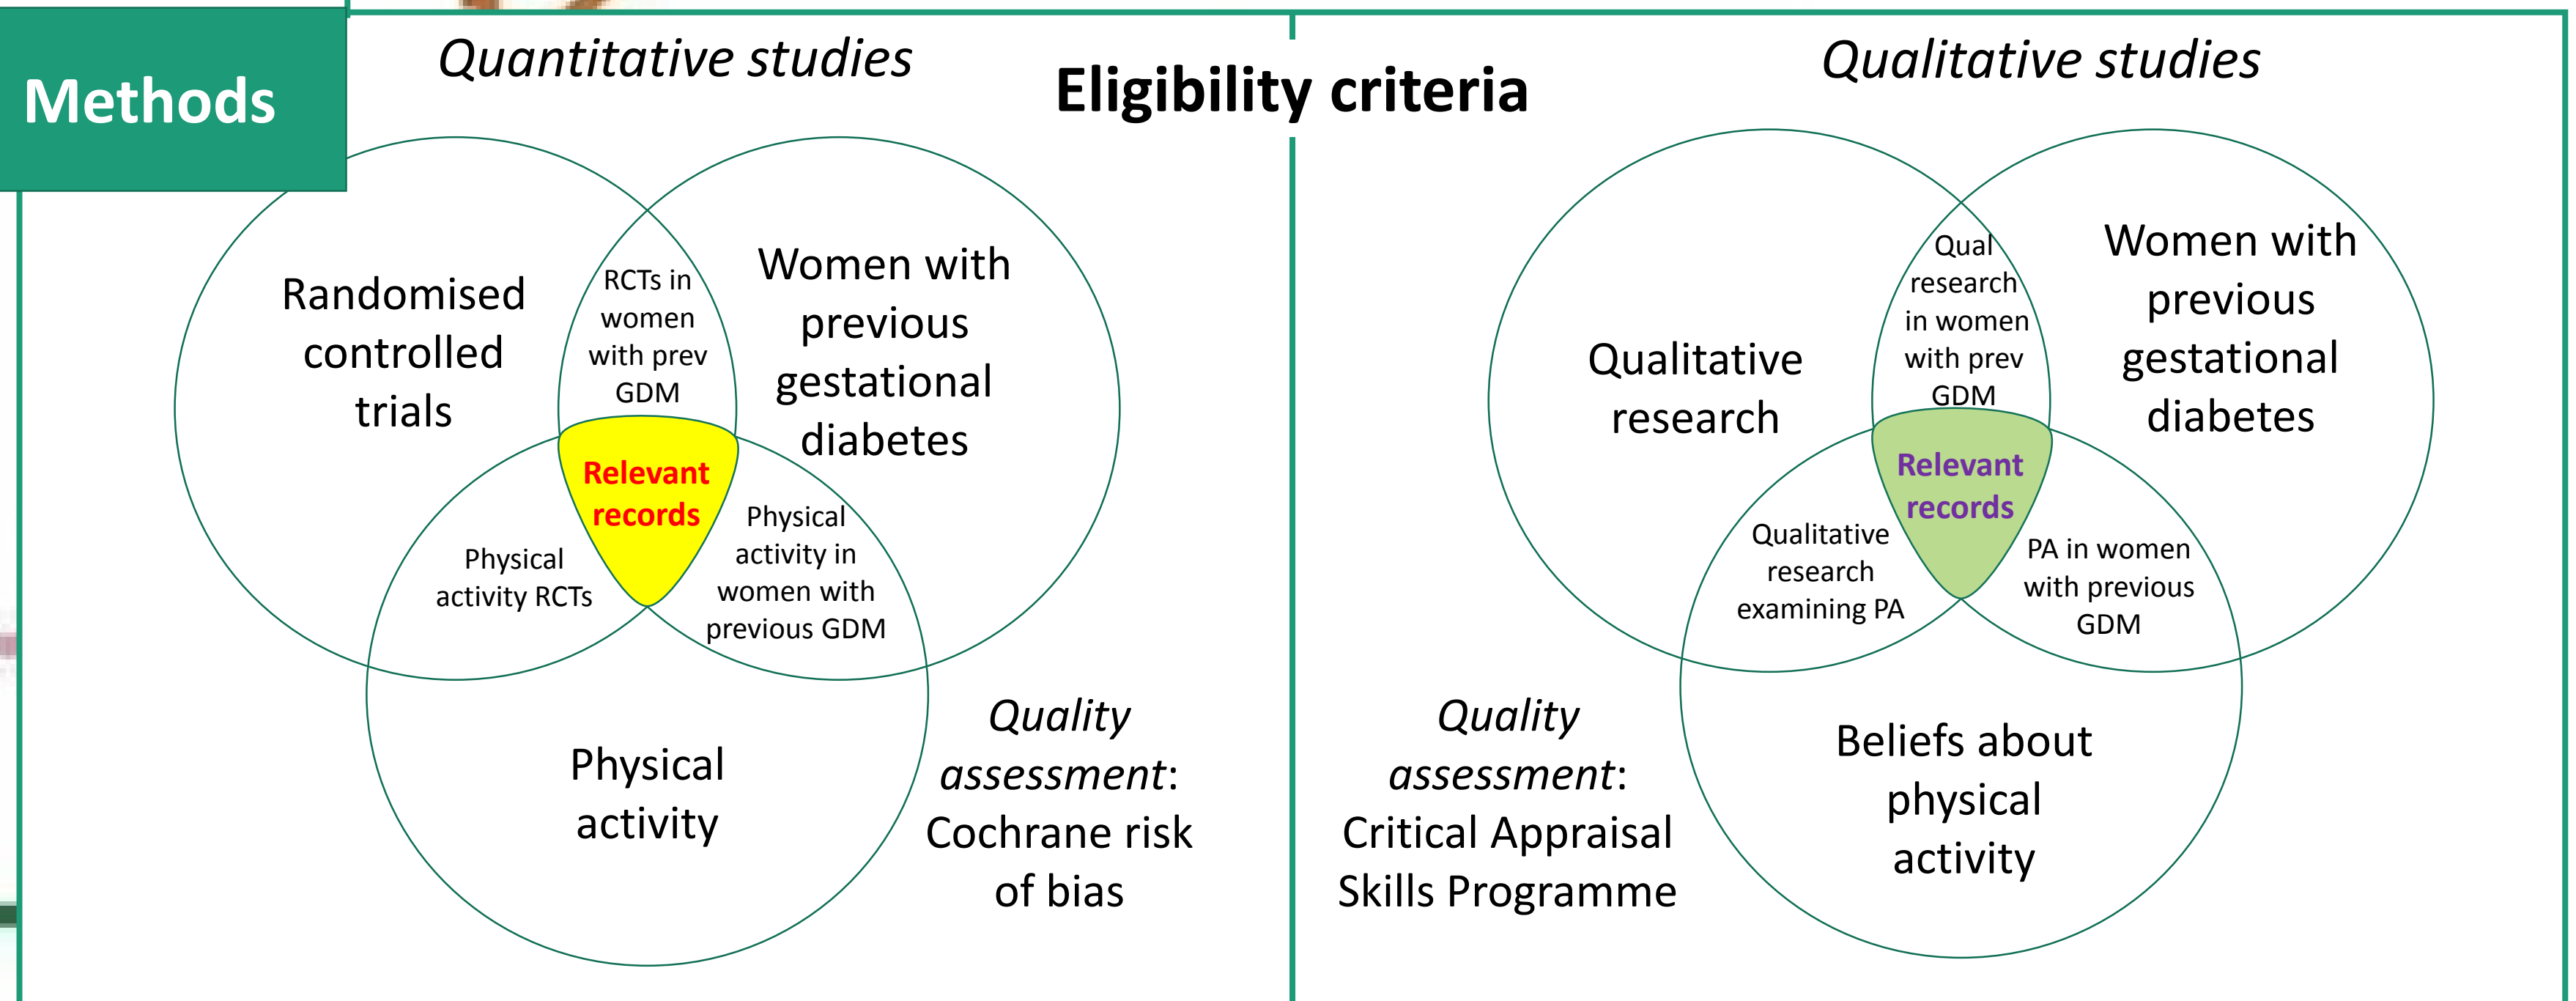 Methods
Quantitative studies
Eligibility criteria
Qualitative studies
Randomised
controlled
trials
RCTs in
women
with prev
GDM
Women with
previous
gestational
diabetes
Relevant
records
Physical
activity RCTs
Physical
activity in
women with
previous GDM
Physical
activity
Quality
assessment:
Cochrane risk
of bias
Qualitative
research
Qual
research
in women
with prev
GDM
Women with
previous
gestational
diabetes
Relevant
records
Qualitative
research
examining PA
PA in women
with previous
GDM
Quality
assessment:
Critical Appraisal
Skills Programme
Beliefs about
physical
activity